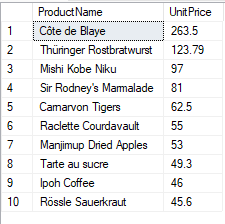 ProductName UnitPrice
1 Côte de Blaye 263.5
2 Thüringer Rostbratwurst 123.79
3 Mishi Kobe Niku 97
4 Sir Rodney's Marmalade 81
5 Carnarvon Tigers 62.5
6 Raclette Courdavault 55
7 Manjimup Dried Apples 53
8 Tarte au sucre 49.3
9 Ipoh Coffee 46
10 Rössle Sauerkraut 45.6